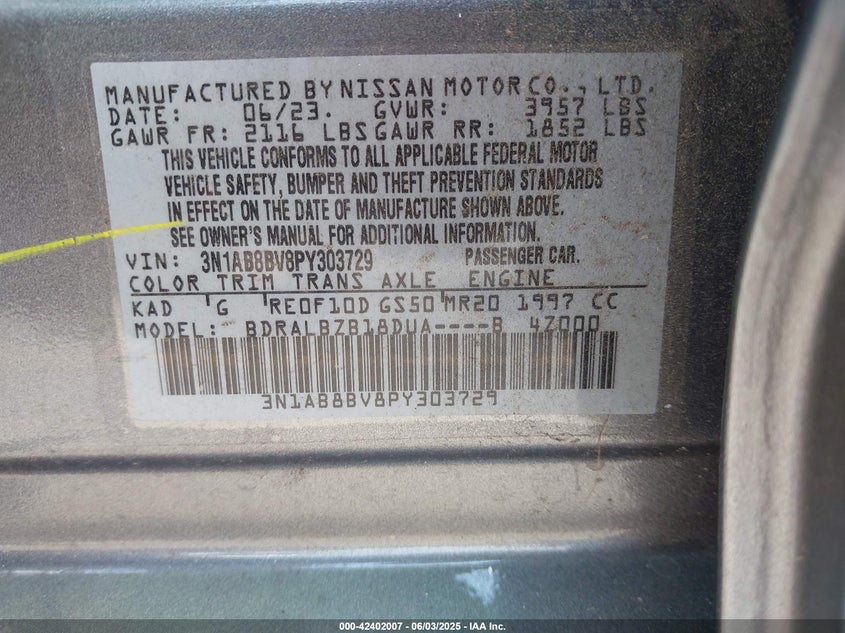 MANUFACTURED BY NISSAN MOTOR CO., LTD.
DATE: 06/23. GVWR: 3957 LBS
GAWR FR: 2116 LBS GAWR RR: 1852 LBS
THIS VEHICLE CONFORMS TO ALL APPLICABLE FEDERAL MOTOR
VEHICLE SAFETY, BUMPER AND THEFT PREVENTION STANDARDS
IN EFFECT ON THE DATE OF MANUFACTURE SHOWN ABOVE.
SEE OWNER'S MANUAL FOR ADDITIONAL INFORMATION.
VIN: 3N1AB8BV8PY303729 PASSENGER CAR.
COLOR TRIM TRANS AXLE ENGINE
KAD G RE0F10D GS50 MR20 1997 CC
MODEL: BDRALBZB18DUA----B 4Z000
3N1AB8BV8PY303729
000-42402007 - 06/03/2025 - IAA Inc.